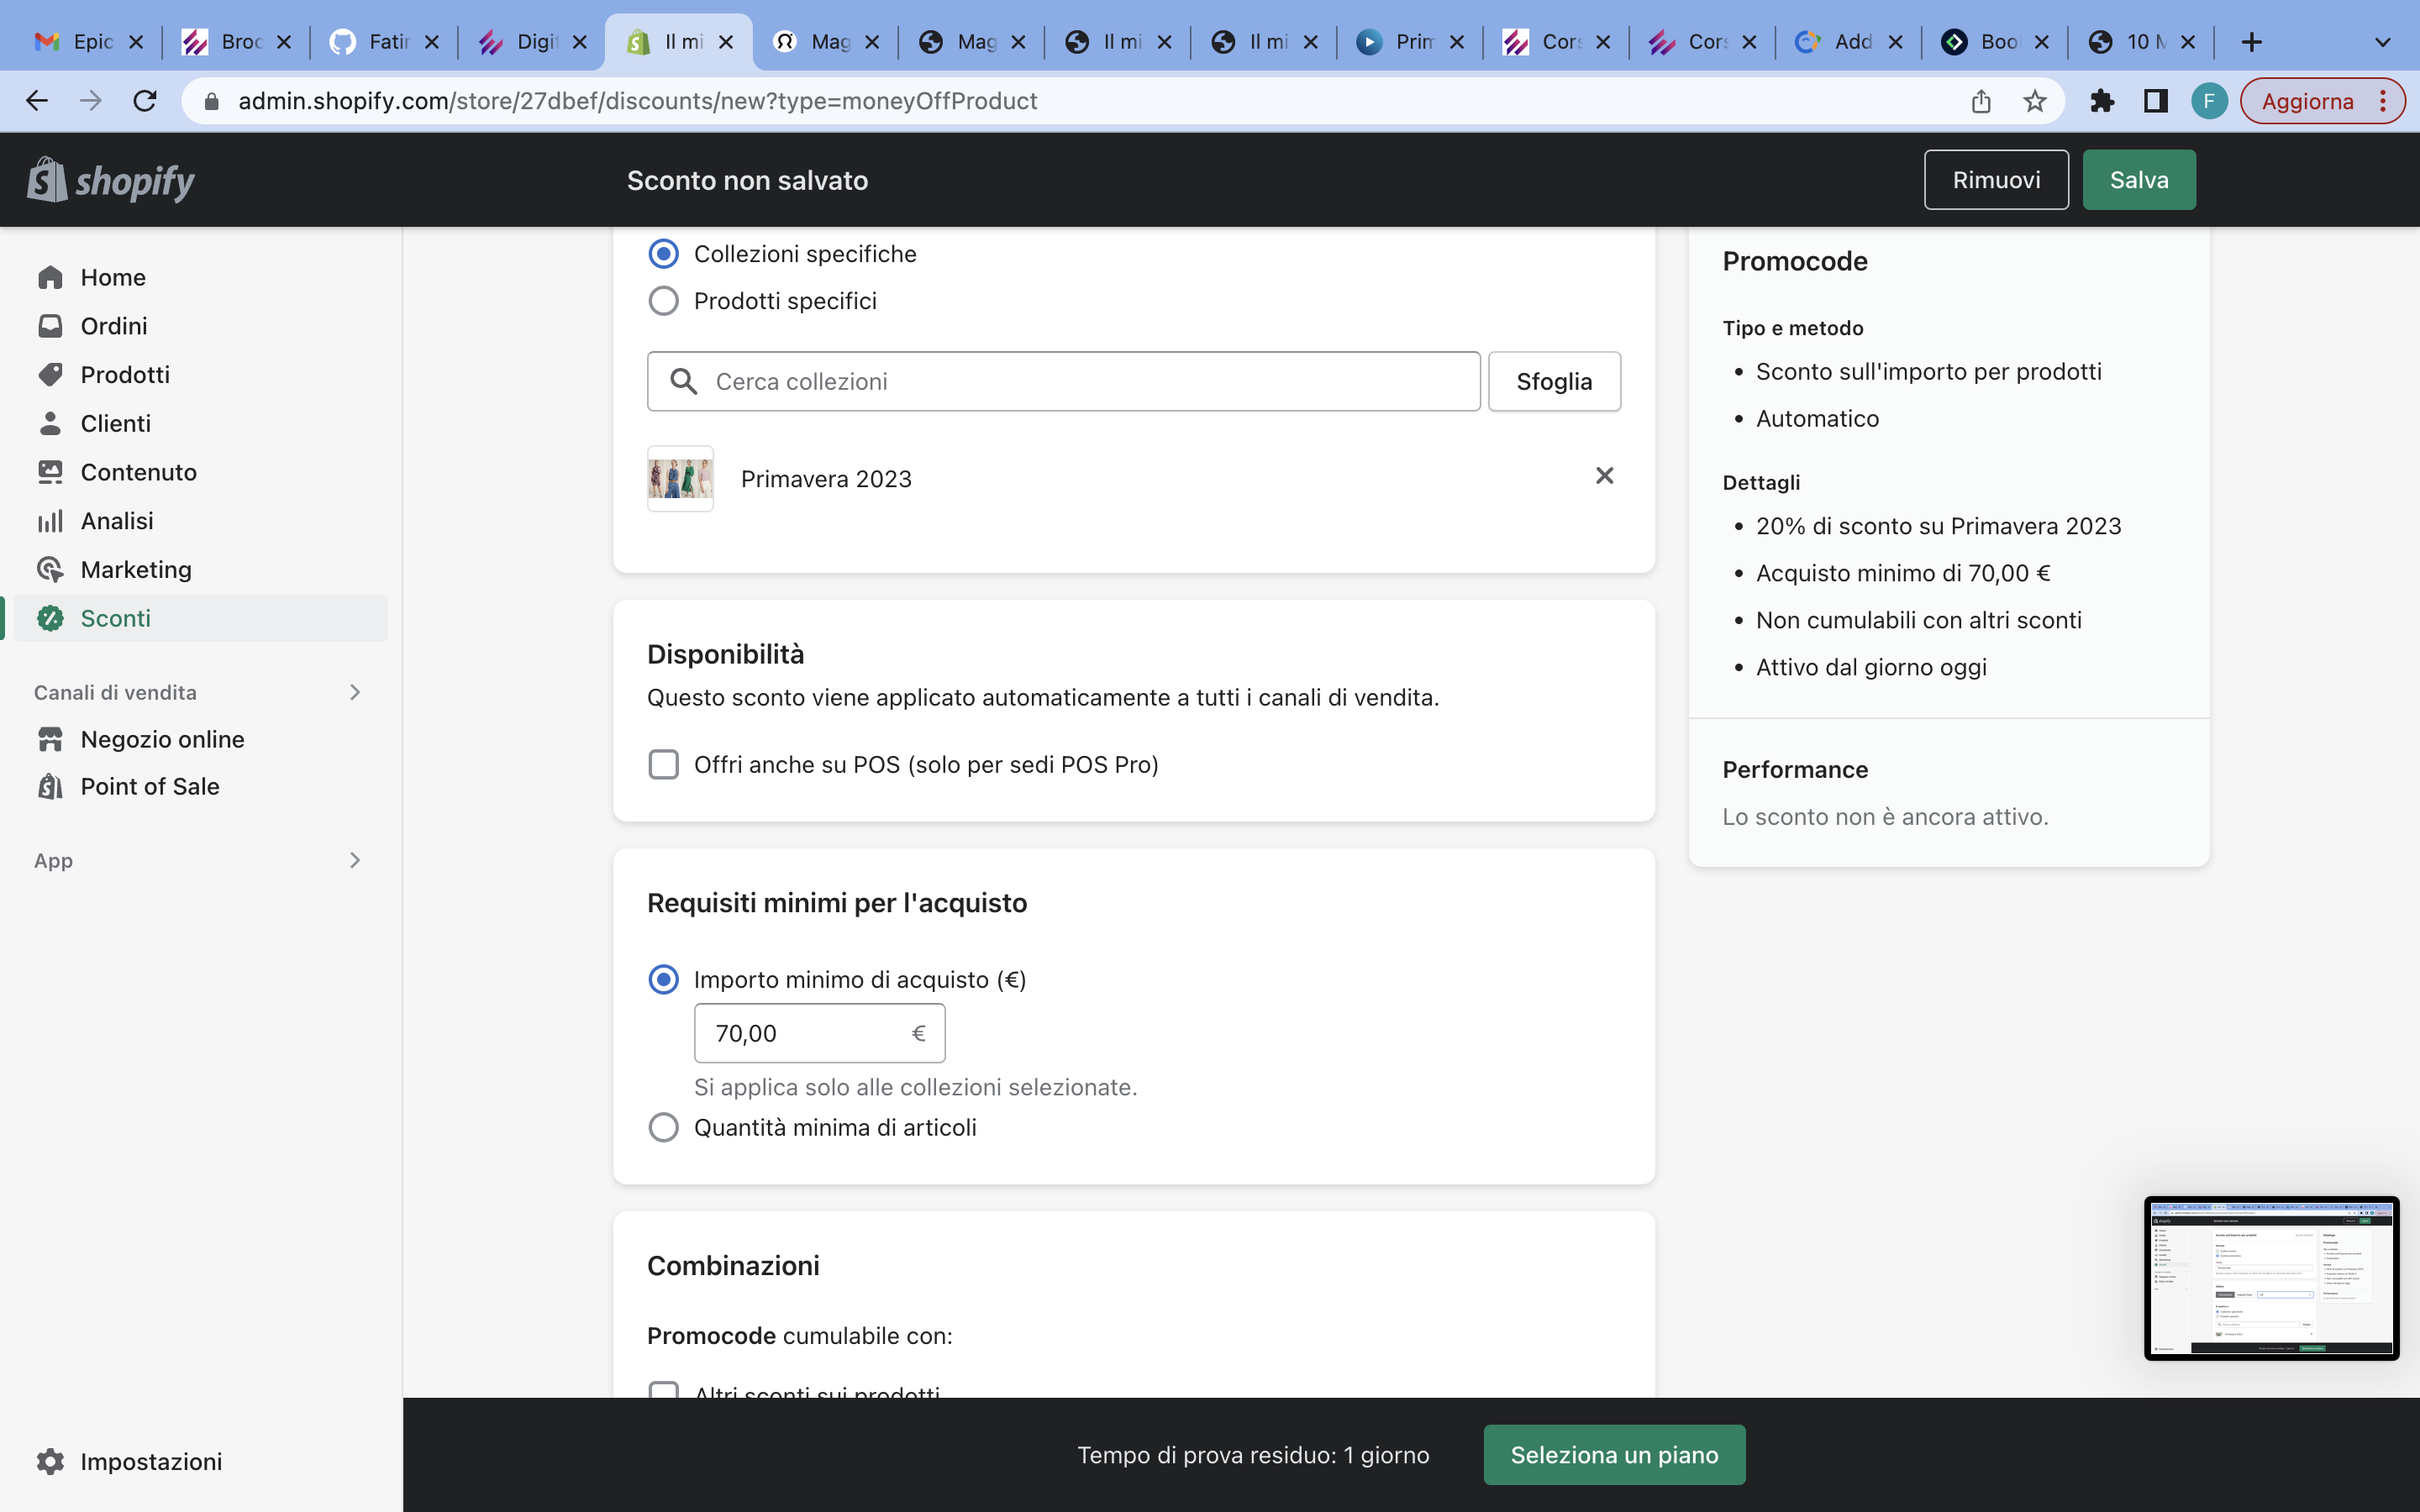 Epic
Broc
Fatir
Digi
Il mi
Mag
Mag
Il mi
Il mi
Prim
Cors
Cors
Add
Boo
10 M
admin.shopify.com/store/27dbef/discounts/new?type=moneyOffProduct
F
Aggiorna
shopify
Sconto non salvato
Rimuovi
Salva
Home
Ordini
Prodotti
Clienti
Contenuto
Analisi
Marketing
Sconti
Canali di vendita
Negozio online
Point of Sale
App
Impostazioni
Collezioni specifiche
Prodotti specifici
Cerca collezioni
Sfoglia
Primavera 2023
Disponibilità
Questo sconto viene applicato automaticamente a tutti i canali di vendita.
Offri anche su POS (solo per sedi POS Pro)
Requisiti minimi per l'acquisto
Importo minimo di acquisto (€)
70,00 €
Si applica solo alle collezioni selezionate.
Quantità minima di articoli
Combinazioni
Promocode cumulabile con:
Altri sconti sui prodotti
Promocode
Tipo e metodo
• Sconto sull'importo per prodotti
• Automatico
Dettagli
• 20% di sconto su Primavera 2023
• Acquisto minimo di 70,00 €
• Non cumulabili con altri sconti
• Attivo dal giorno oggi
Performance
Lo sconto non è ancora attivo.
Tempo di prova residuo: 1 giorno
Seleziona un piano